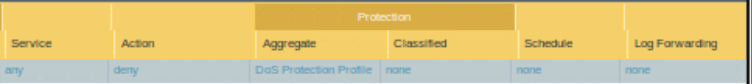 Protection
Service Action Aggregate Classified Schedule Log Forwarding
any deny DoS Protection Profile none none none